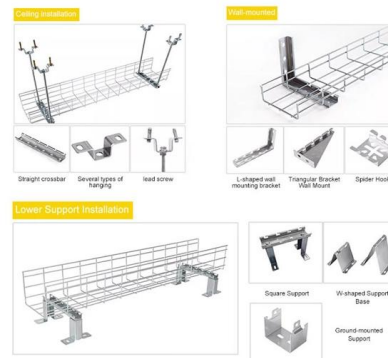 Ceiling installation
Wall-mounted
Straight crossbar
Several types of
hanging
lead screw
L-shaped wall
mounting bracket
Triangular Bracket
Wall Mount
Spider Hook
Lower Support Installation
Square Support
W-shaped Support
Base
Ground-mounted
Support